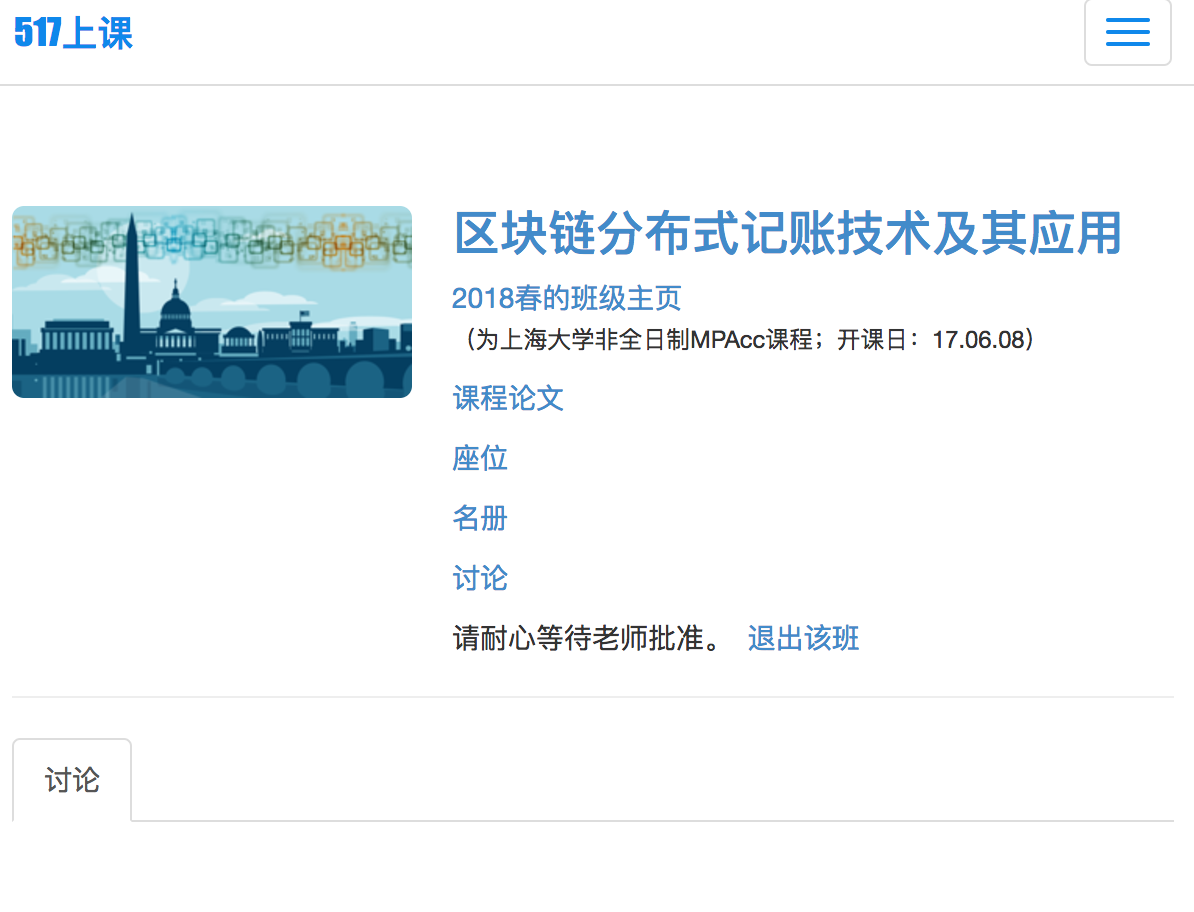 517上课
区块链分布式记账技术及其应用
2018春的班级主页
（为上海大学非全日制MPAcc课程；开课日：17.06.08）
课程论文
座位
名册
讨论
请耐心等待老师批准。 退出该班
讨论